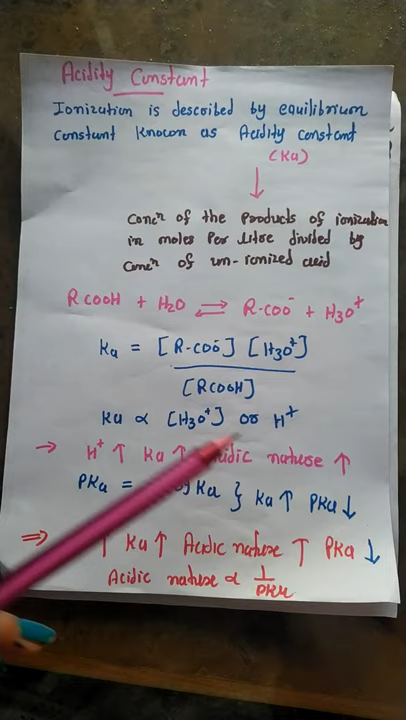 Acidity Constant
Ionization is described by equilibrium
constant Known as Acidity constant
(Ka)
↓
Concⁿ of the Products of ionization
in moles Per Litre divided by
Concⁿ of un-ionized acid
RCOOH + H₂O ⇌ R-COO⁻ + H₃O⁺
Ka = [R-COO⁻] [H₃O⁺]
[RCOOH]
Ka ∝ [H₃O⁺] or H⁺
→ H⁺ ↑ Ka ↑ nature ↑
PKa = Ka } Ka ↑ PKa ↓
⇒ ↑ Ka ↑ Acidic nature ↑ PKa ↓
Acidic nature ∝ 1/PKa